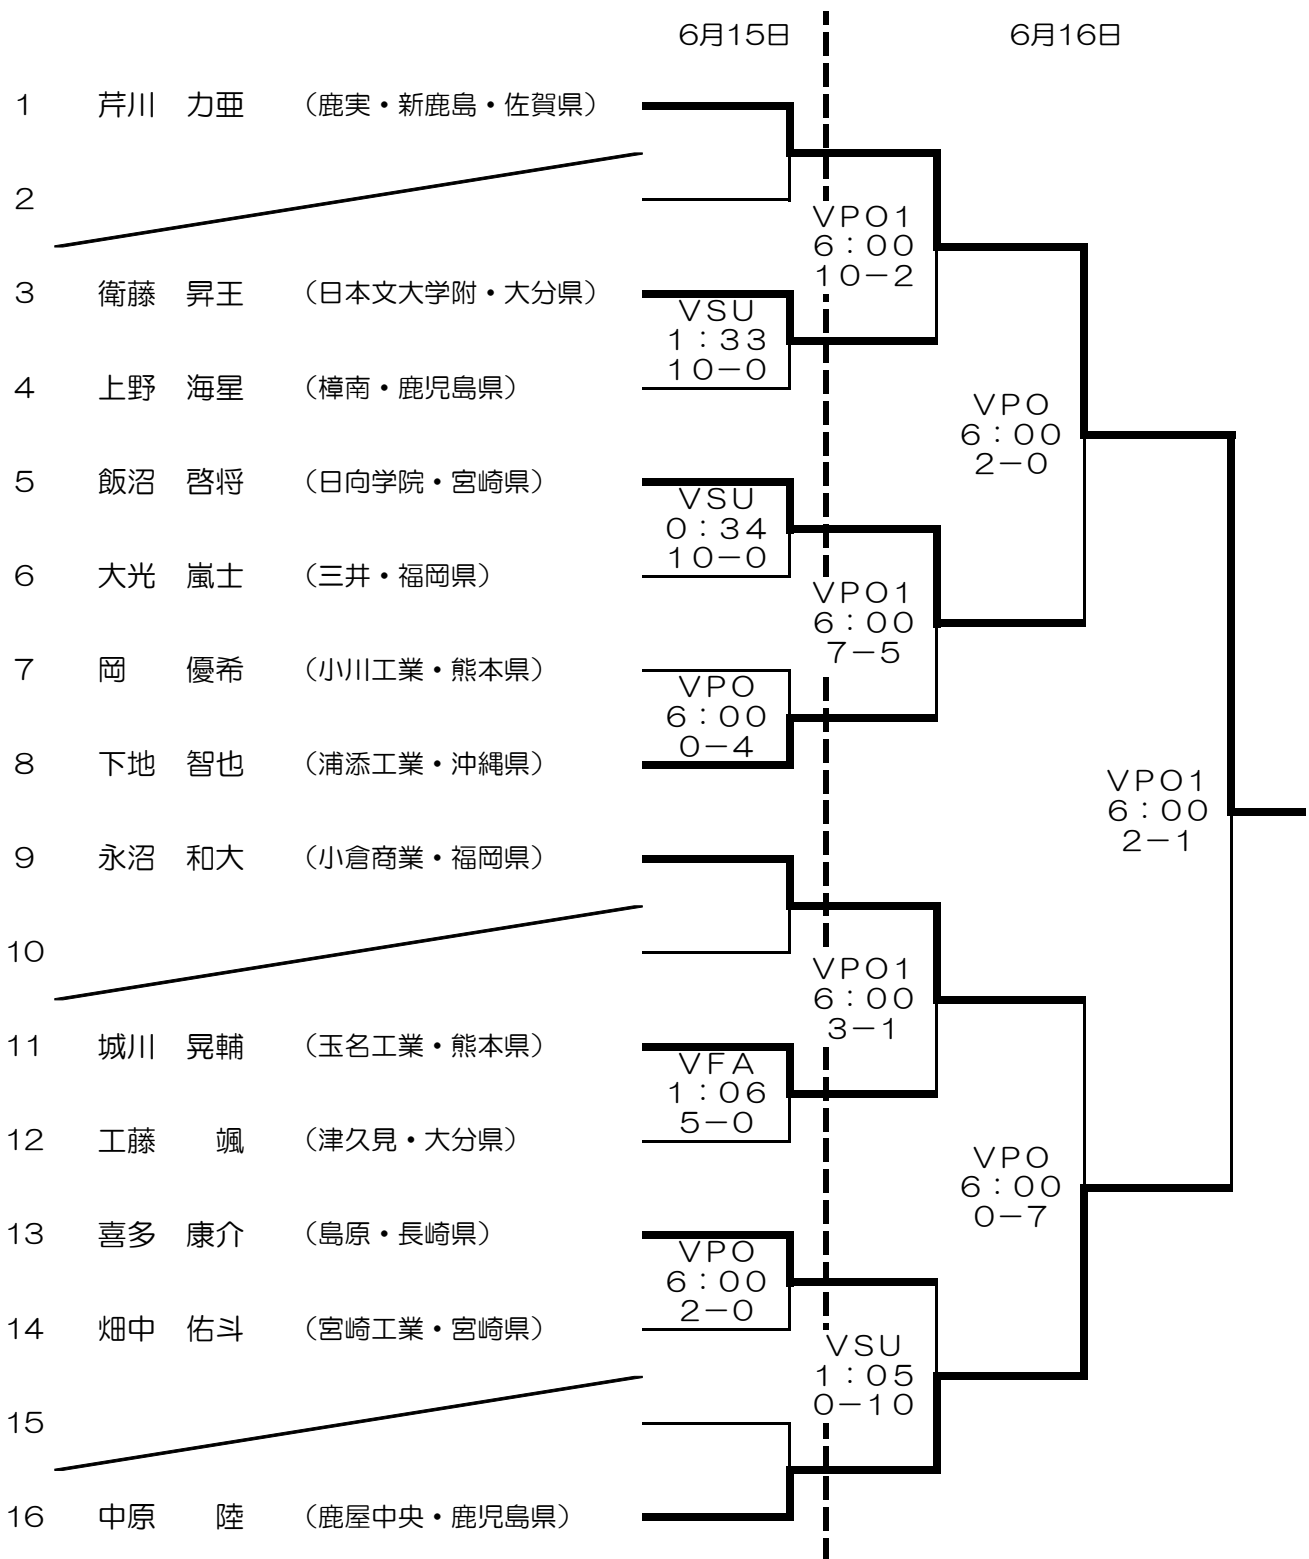 6月15日
6月16日
1 芹川 力亜 （鹿実・新鹿島・佐賀県）
2
VPO1
6：00
10－2
3 衛藤 昇王 （日本文大学附・大分県）
VSU
1：33
10－0
4 上野 海星 （樟南・鹿児島県）
VPO
6：00
2－0
5 飯沼 啓将 （日向学院・宮崎県）
VSU
0：34
10－0
6 大光 嵐士 （三井・福岡県）
VPO1
6：00
7－5
7 岡 優希 （小川工業・熊本県）
VPO
6：00
0－4
8 下地 智也 （浦添工業・沖縄県）
VPO1
6：00
2－1
9 永沼 和大 （小倉商業・福岡県）
10
VPO1
6：00
3－1
11 城川 晃輔 （玉名工業・熊本県）
VFA
1：06
5－0
12 工藤 颯 （津久見・大分県）
VPO
6：00
0－7
13 喜多 康介 （島原・長崎県）
VPO
6：00
2－0
14 畑中 佑斗 （宮崎工業・宮崎県）
VSU
1：05
0－10
15
16 中原 陸 （鹿屋中央・鹿児島県）